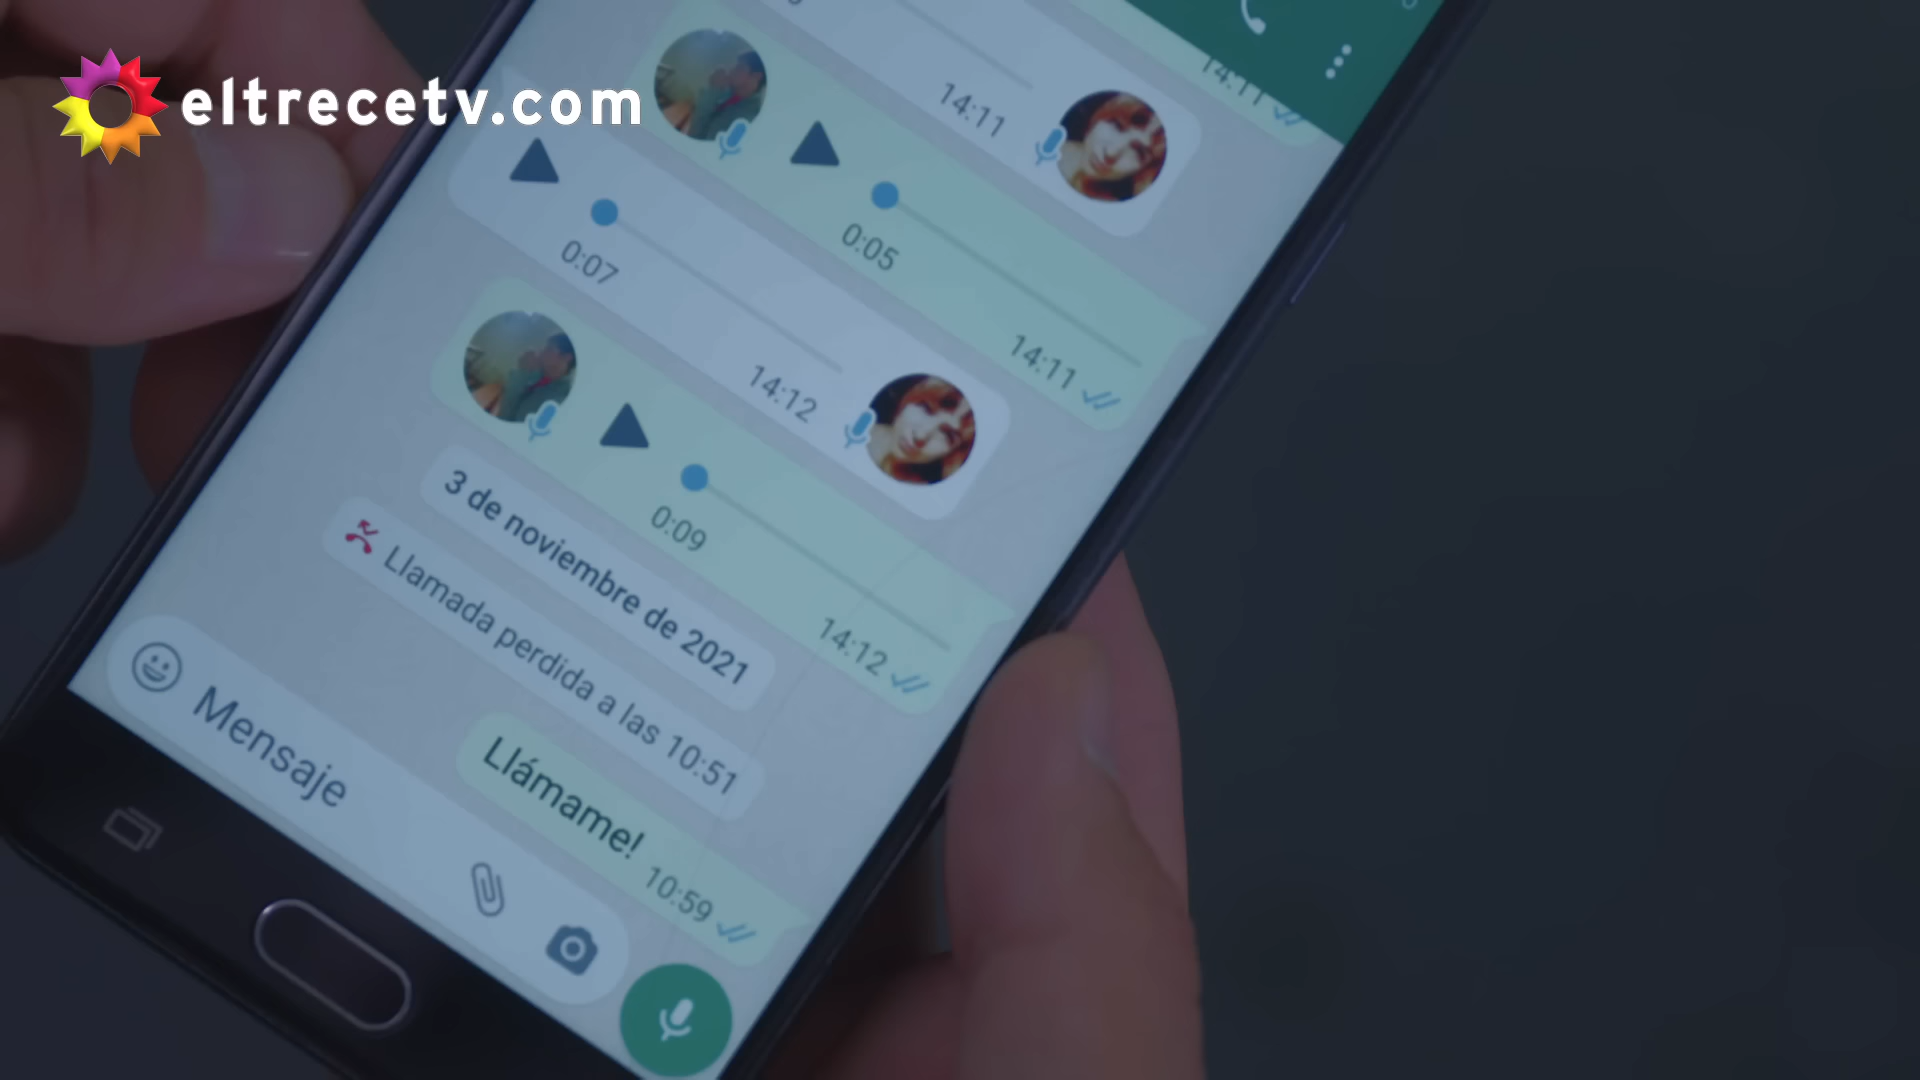 eltrecetv.com
14:11
14:11
0:05
14:11
0:07
14:12
0:09
14:12
3 de noviembre de 2021
Llamada perdida a las 10:51
Llámame!
10:59
Mensaje